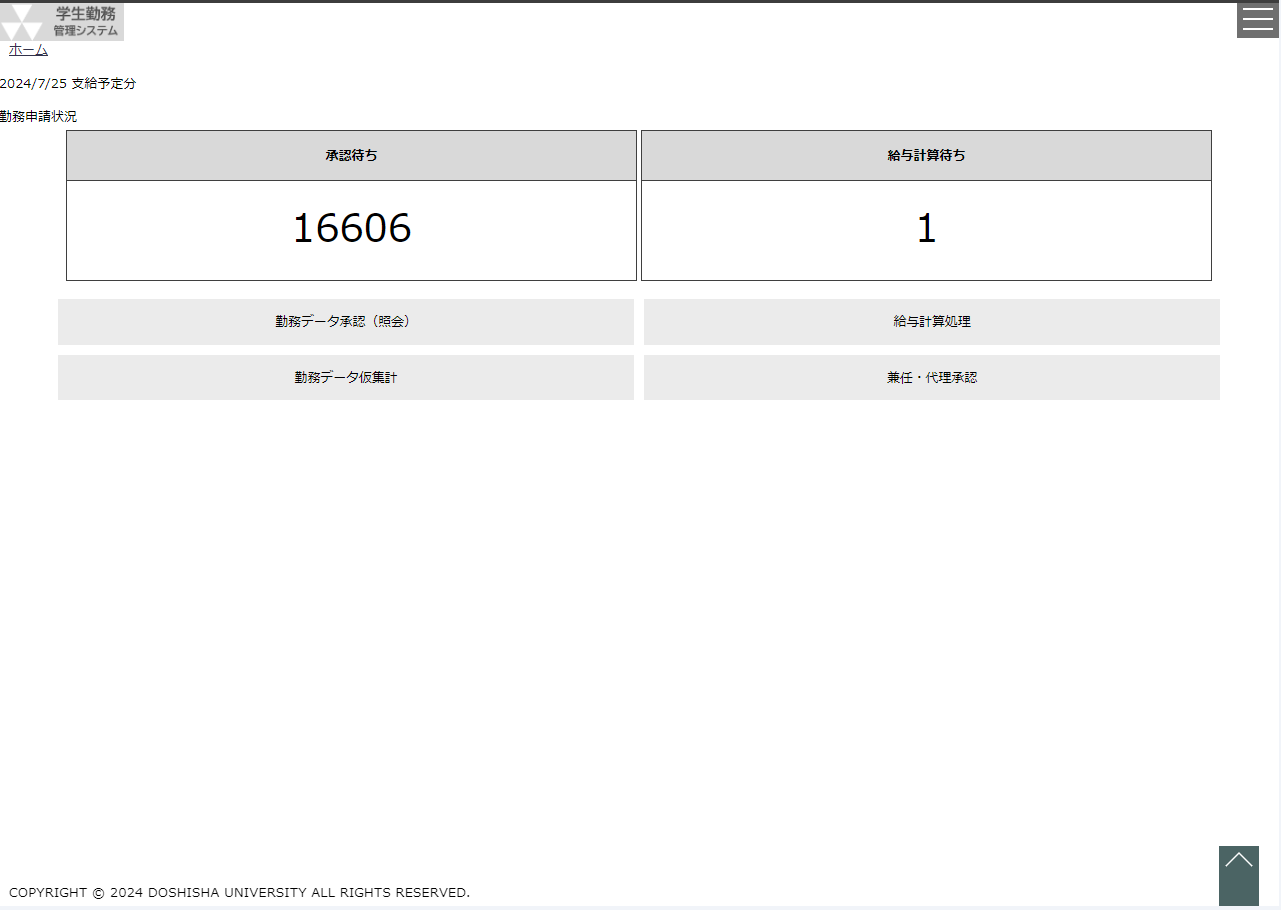 学生勤務
管理システム
ホーム
2024/7/25 支給予定分
勤務申請状況
承認待ち
給与計算待ち
16606
1
勤務データ承認（照会）
給与計算処理
勤務データ仮集計
兼任・代理承認
COPYRIGHT © 2024 DOSHISHA UNIVERSITY ALL RIGHTS RESERVED.